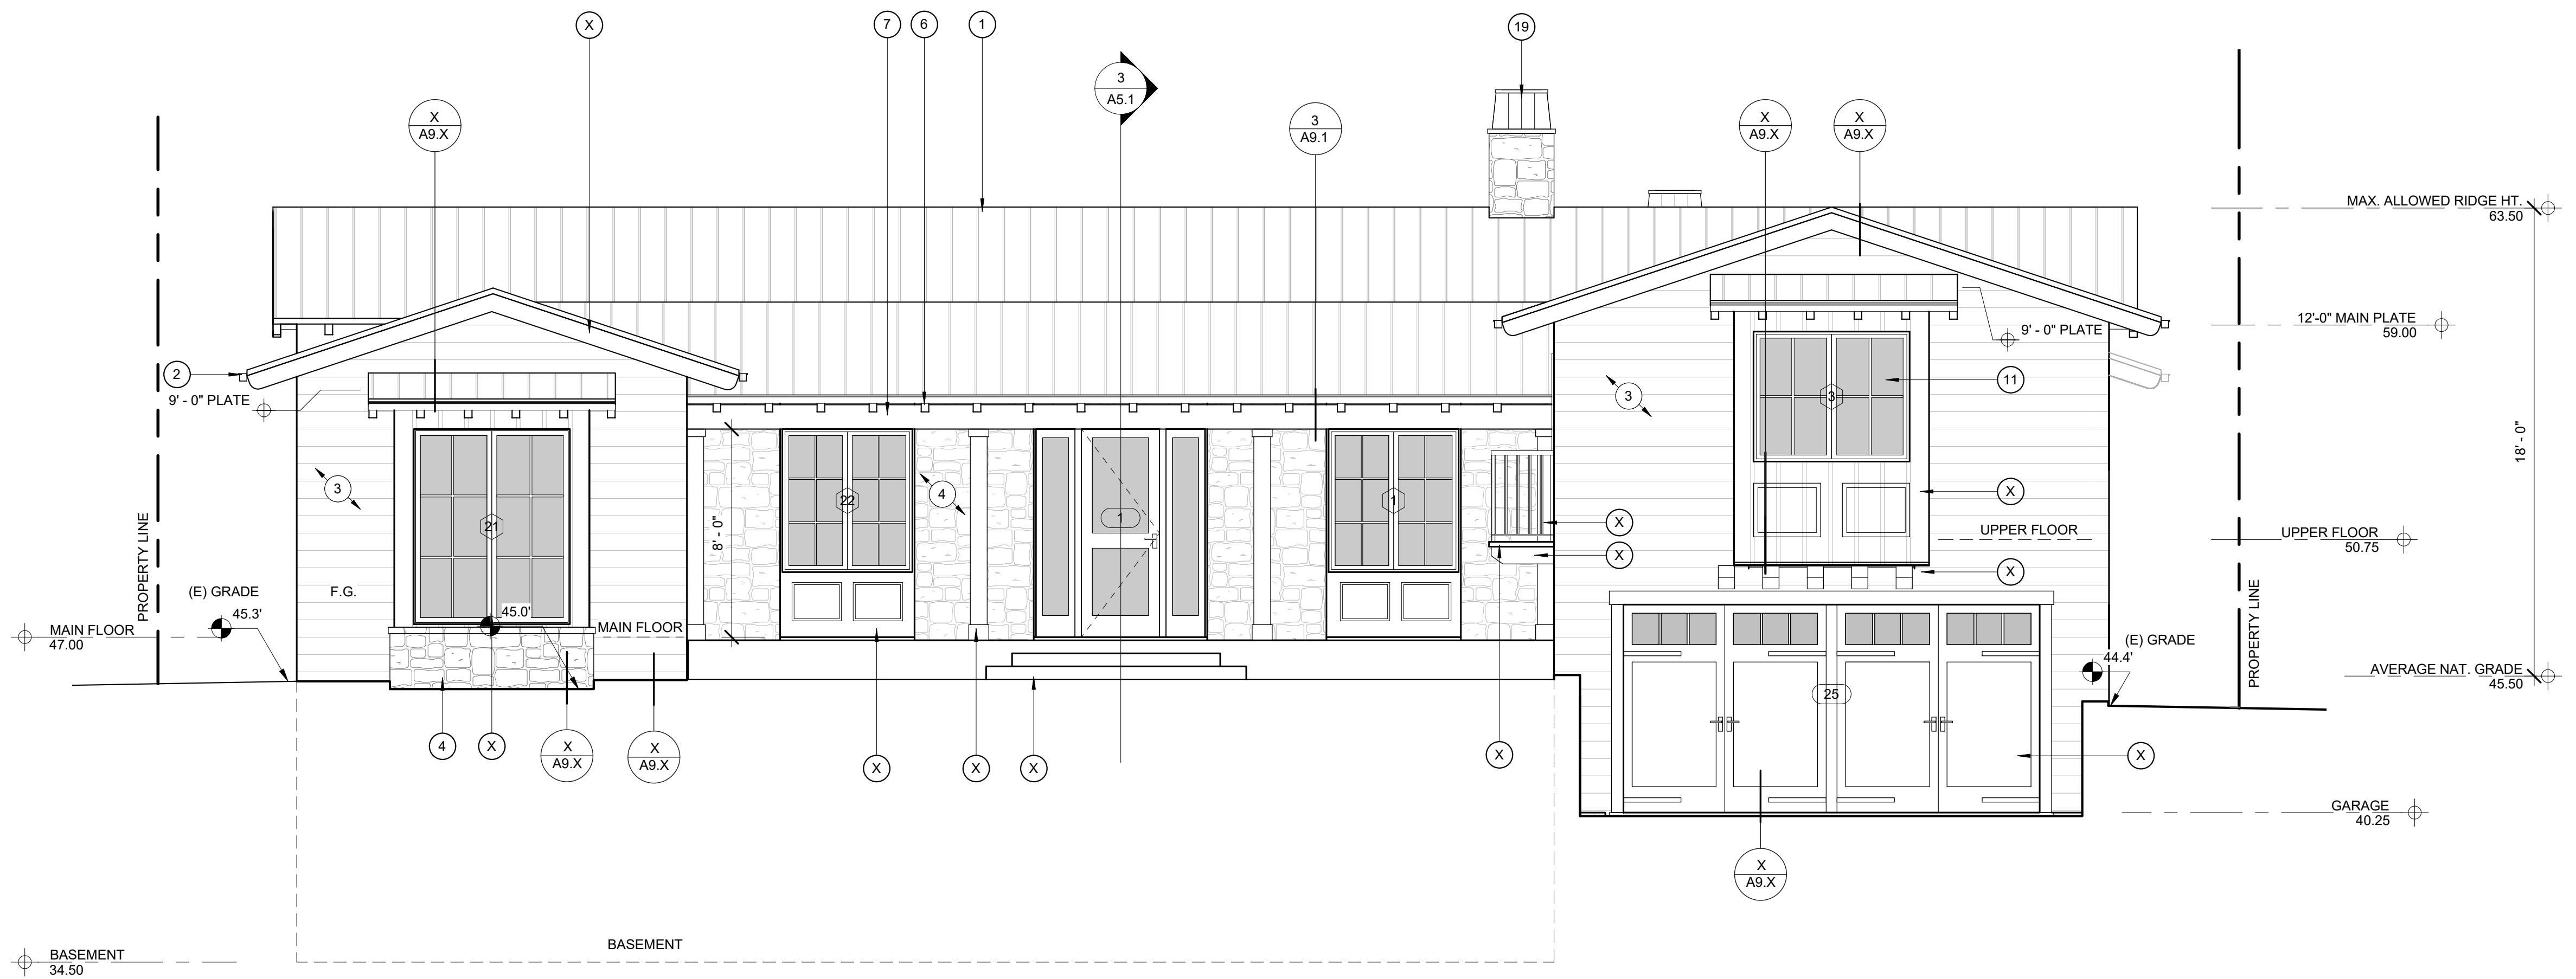 X
7
6
1
19
3
A5.1
X
A9.X
3
A9.1
X
A9.X
X
A9.X
MAX. ALLOWED RIDGE HT.
63.50
12'-0" MAIN PLATE
59.00
9' - 0" PLATE
2
9' - 0" PLATE
11
3
3
18' - 0"
3
21
22
4
1
1
8' - 0"
X
X
X
X
UPPER FLOOR
UPPER FLOOR
50.75
PROPERTY LINE
PROPERTY LINE
(E) GRADE
45.3'
F.G.
45.0'
MAIN FLOOR
47.00
MAIN FLOOR
(E) GRADE
44.4'
AVERAGE NAT. GRADE
45.50
25
4
X
X
A9.X
X
A9.X
X
X
X
X
X
GARAGE
40.25
X
A9.X
BASEMENT
BASEMENT
34.50